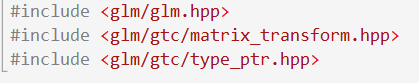 #include <glm/glm.hpp>
#include <glm/gtc/matrix_transform.hpp>
#include <glm/gtc/type_ptr.hpp>